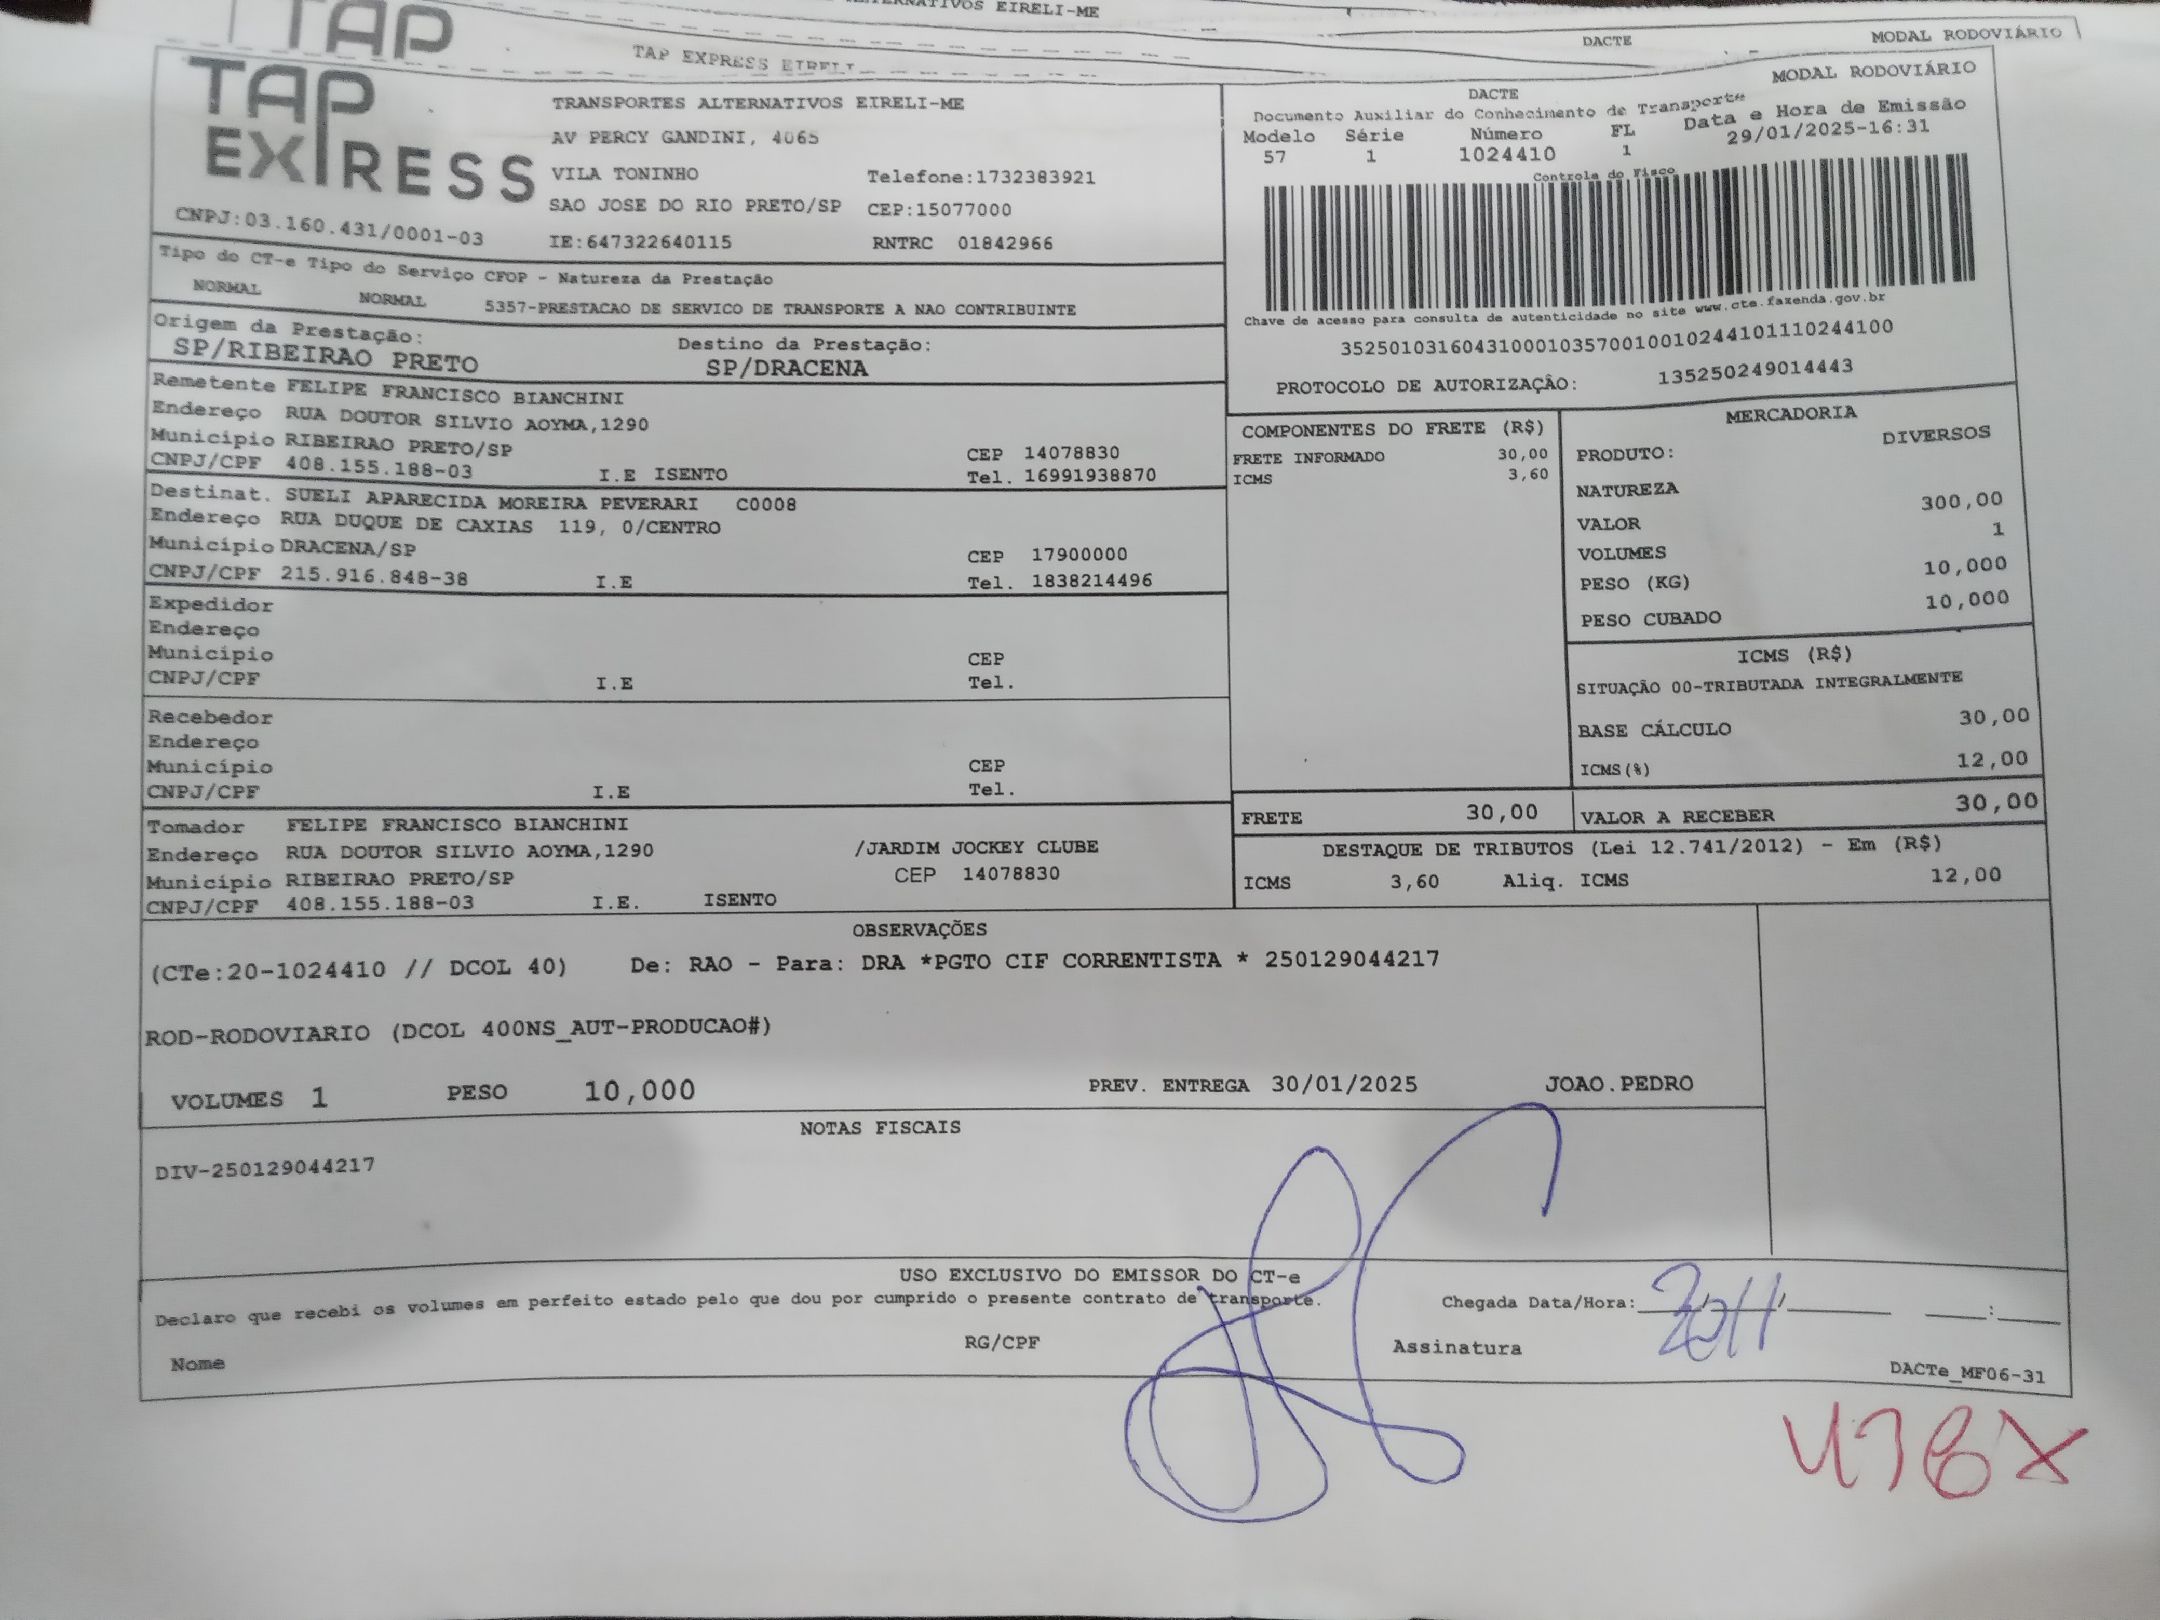 TAP
EIRELI-ME
TAP EXPRESS EIRELI
DACTE
MODAL RODOVIÁRIO
TAP
EXPRESS
CNPJ:03.160.431/0001-03
TRANSPORTES ALTERNATIVOS EIRELI-ME
AV PERCY GANDINI, 4065
VILA TONINHO Telefone:1732383921
SAO JOSE DO RIO PRETO/SP CEP:15077000
IE:647322640115 RNTRC 01842966
DACTE MODAL RODOVIÁRIO
Documento Auxiliar do Conhecimento de Transporte
Modelo Série Número FL Data e Hora de Emissão
57 1 1024410 1 29/01/2025-16:31
Controle do Fisco
Chave de acesso para consulta de autenticidade no site www.cte.fazenda.gov.br
35250103160431000103570010010244101110244100
PROTOCOLO DE AUTORIZAÇÃO: 135250249014443
Tipo do CT-e Tipo do Serviço CFOP - Natureza da Prestação
NORMAL NORMAL 5357-PRESTACAO DE SERVICO DE TRANSPORTE A NAO CONTRIBUINTE
Origem da Prestação: Destino da Prestação:
SP/RIBEIRAO PRETO SP/DRACENA
Remetente FELIPE FRANCISCO BIANCHINI
Endereço RUA DOUTOR SILVIO AOYMA,1290
Município RIBEIRAO PRETO/SP CEP 14078830
CNPJ/CPF 408.155.188-03 I.E ISENTO Tel. 16991938870
Destinat. SUELI APARECIDA MOREIRA PEVERARI C0008
Endereço RUA DUQUE DE CAXIAS 119, 0/CENTRO
Município DRACENA/SP CEP 17900000
CNPJ/CPF 215.916.848-38 I.E Tel. 1838214496
Expedidor
Endereço
Município CEP
CNPJ/CPF I.E Tel.
Recebedor
Endereço
Município CEP
CNPJ/CPF I.E Tel.
Tomador FELIPE FRANCISCO BIANCHINI
Endereço RUA DOUTOR SILVIO AOYMA,1290 /JARDIM JOCKEY CLUBE
Município RIBEIRAO PRETO/SP CEP 14078830
CNPJ/CPF 408.155.188-03 I.E. ISENTO
COMPONENTES DO FRETE (R$)
FRETE INFORMADO 30,00
ICMS 3,60
MERCADORIA
PRODUTO: DIVERSOS
NATUREZA
VALOR 300,00
VOLUMES 1
PESO (KG) 10,000
PESO CUBADO 10,000
ICMS (R$)
SITUAÇÃO 00-TRIBUTADA INTEGRALMENTE
BASE CÁLCULO 30,00
ICMS(%) 12,00
FRETE 30,00 VALOR A RECEBER 30,00
DESTAQUE DE TRIBUTOS (Lei 12.741/2012) - Em (R$)
ICMS 3,60 Aliq. ICMS 12,00
OBSERVAÇÕES
(CTe:20-1024410 // DCOL 40) De: RAO - Para: DRA *PGTO CIF CORRENTISTA * 250129044217
ROD-RODOVIARIO (DCOL 400NS_AUT-PRODUCAO#)
VOLUMES 1 PESO 10,000 PREV. ENTREGA 30/01/2025 JOAO.PEDRO
NOTAS FISCAIS
DIV-250129044217
USO EXCLUSIVO DO EMISSOR DO CT-e
Declaro que recebi os volumes em perfeito estado pelo que dou por cumprido o presente contrato de transporte. Chegada Data/Hora:
Nome RG/CPF Assinatura
DACTe_MF06-31